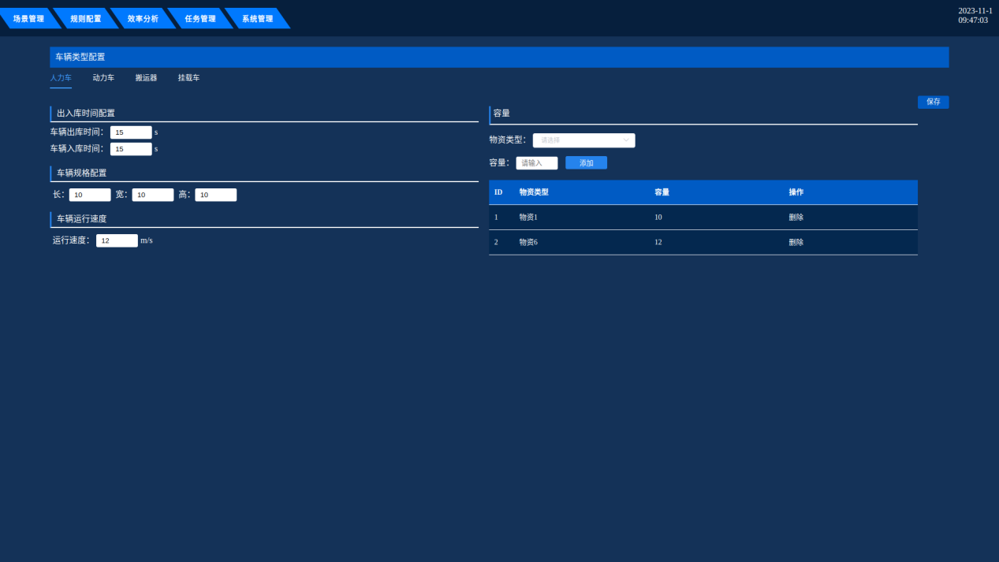 场景管理 规则配置 效率分析 任务管理 系统管理
2023-11-1
09:47:03
车辆类型配置
人力车 动力车 搬运器 挂载车
保存
出入库时间配置
车辆出库时间： 15 s
车辆入库时间： 15 s
车辆规格配置
长： 10 宽： 10 高： 10
车辆运行速度
运行速度： 12 m/s
容量
物资类型： 请选择
容量： 请输入 添加
ID 物资类型 容量 操作
1 物资1 10 删除
2 物资6 12 删除